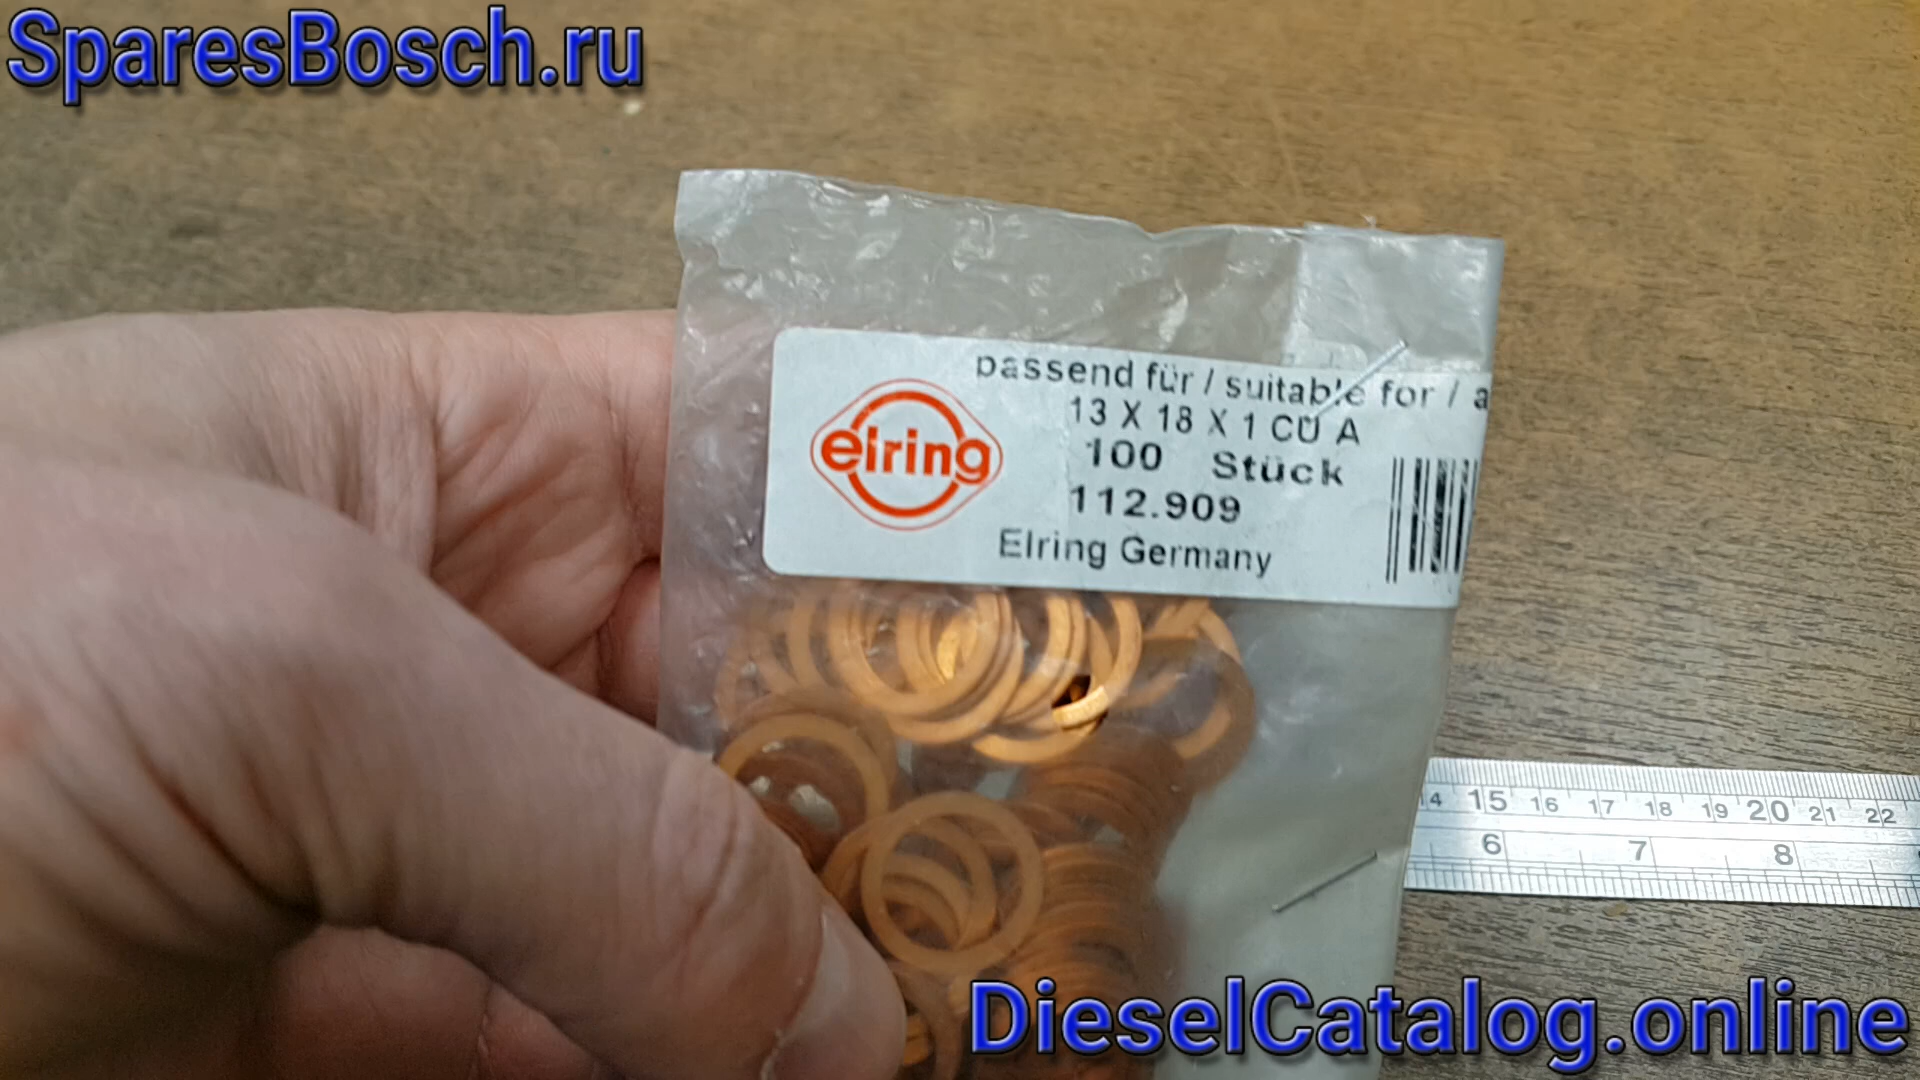 SparesBosch.ru
passend für / suitable for / a
13 X 18 X 1 CU A
100 Stück
112.909
Elring Germany
elring
4 15 16 17 18 19 20 21 22
6 7 8
DieselCatalog.online